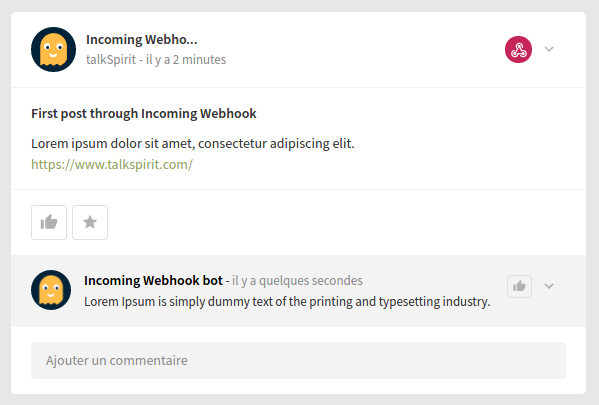 Incoming Webho...
talkSpirit - il y a 2 minutes
First post through Incoming Webhook
Lorem ipsum dolor sit amet, consectetur adipiscing elit.
https://www.talkspirit.com/
Incoming Webhook bot - il y a quelques secondes
Lorem Ipsum is simply dummy text of the printing and typesetting industry.
Ajouter un commentaire